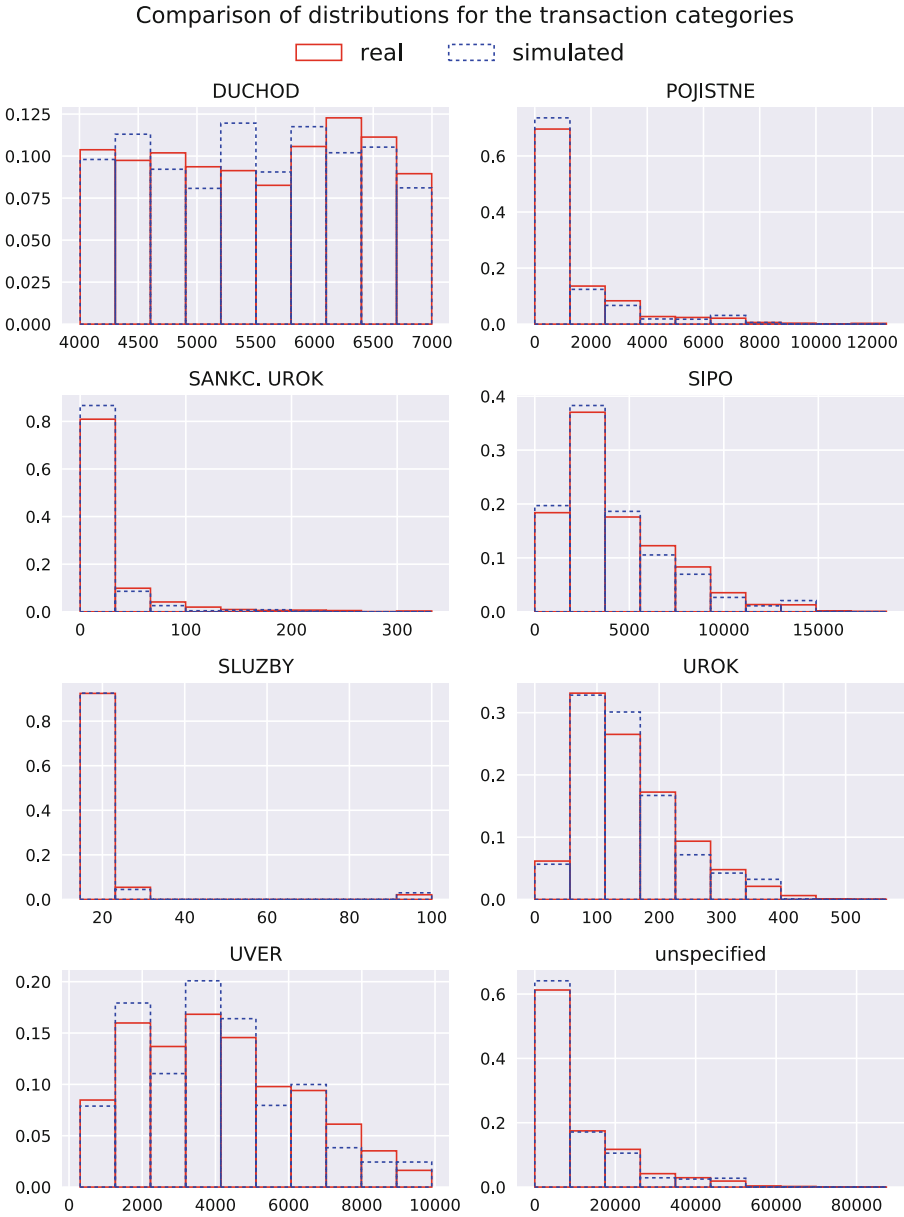 Comparison of distributions for the transaction categories
real simulated
DUCHOD
0.125
0.100
0.075
0.050
0.025
0.000
4000 4500 5000 5500 6000 6500 7000
POJISTNE
0.6
0.4
0.2
0.0
0 2000 4000 6000 8000 10000 12000
SANKC. UROK
0.8
0.6
0.4
0.2
0.0
0 100 200 300
SIPO
0.4
0.3
0.2
0.1
0.0
0 5000 10000 15000
SLUZBY
0.8
0.6
0.4
0.2
0.0
20 40 60 80 100
UROK
0.3
0.2
0.1
0.0
0 100 200 300 400 500
UVER
0.20
0.15
0.10
0.05
0.00
0 2000 4000 6000 8000 10000
unspecified
0.6
0.4
0.2
0.0
0 20000 40000 60000 80000